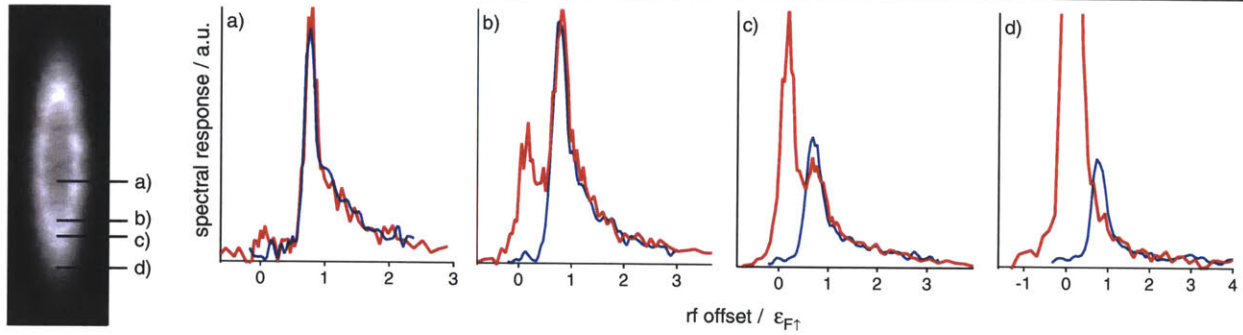 a)
b)
c)
d)
spectral response / a.u.
a)
0 1 2 3
b)
0 1 2 3
c)
0 1 2 3
d)
-1 0 1 2 3 4
rf offset / εF↑